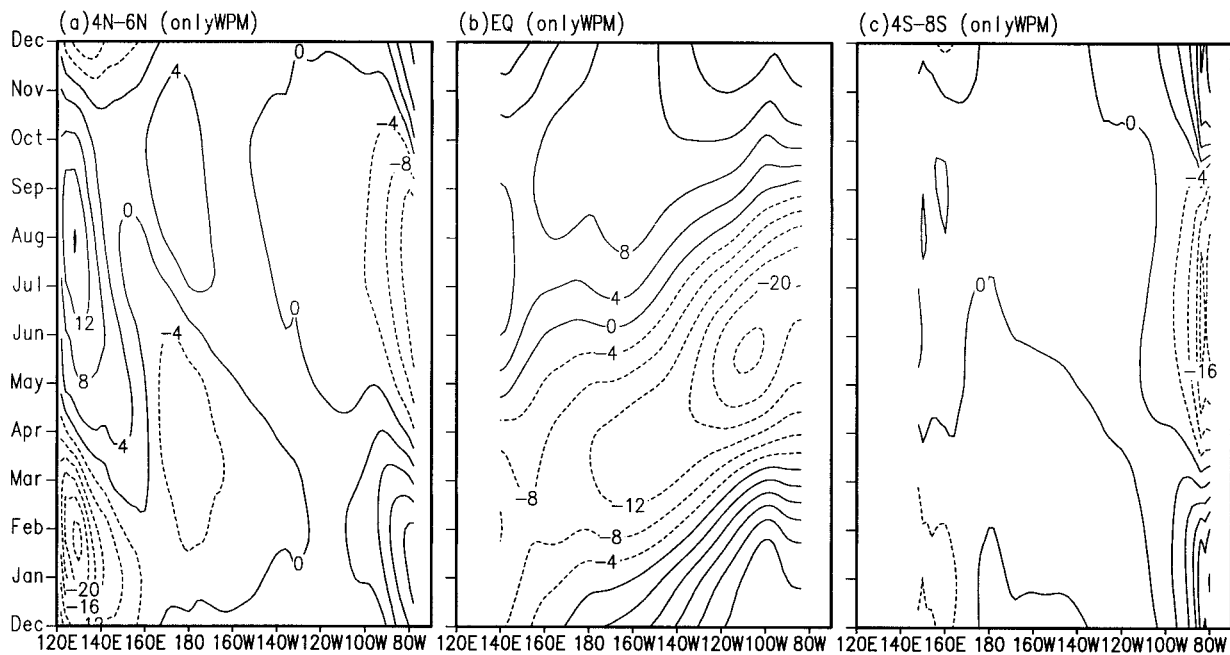 (a)4N-6N (onlyWPM)
(b)EQ (onlyWPM)
(c)4S-8S (onlyWPM)
Dec
Nov
Oct
Sep
Aug
Jul
Jun
May
Apr
Mar
Feb
Jan
Dec
0
4
-4
-8
0
0
12
-4
8
4
0
-20
-16
12
8
-20
4
0
-4
-8
-12
-8
-4
0
-4
0
-16
120E 140E 160E 180 160W 140W 120W 100W 80W
120E 140E 160E 180 160W 140W 120W 100W 80W
120E 140E 160E 180 160W 140W 120W 100W 80W